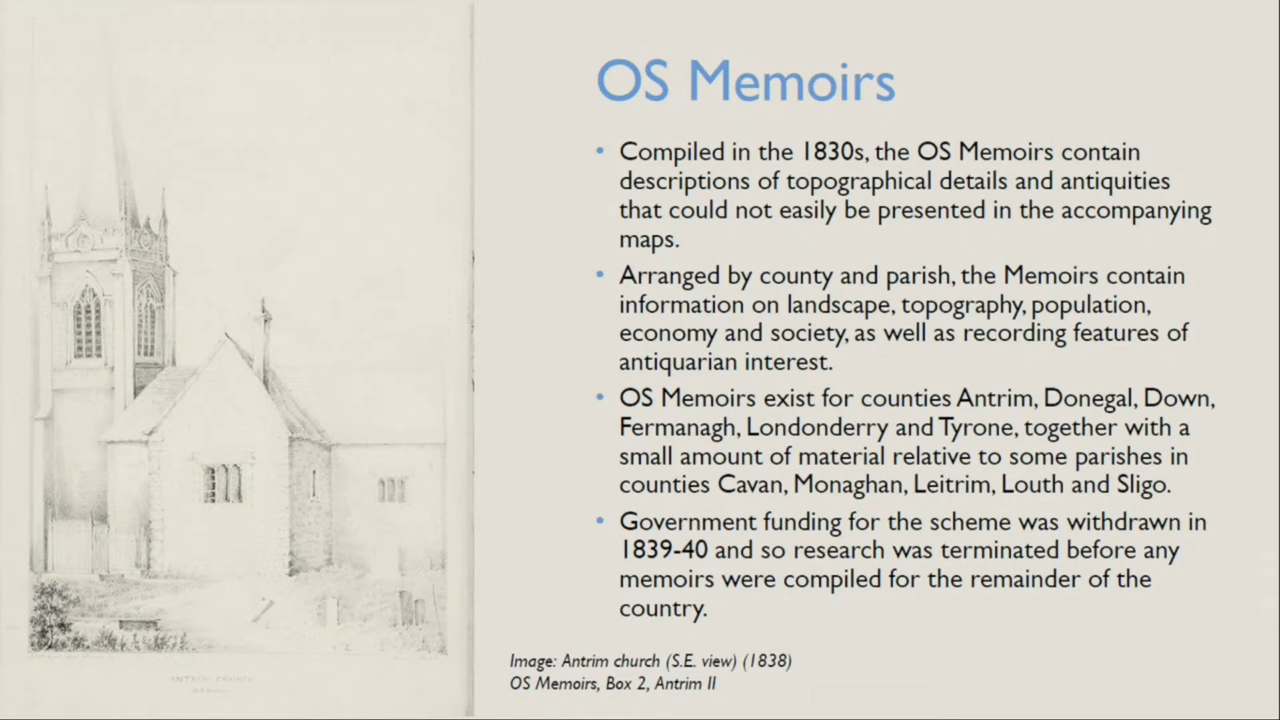 OS Memoirs
• Compiled in the 1830s, the OS Memoirs contain
descriptions of topographical details and antiquities
that could not easily be presented in the accompanying
maps.
• Arranged by county and parish, the Memoirs contain
information on landscape, topography, population,
economy and society, as well as recording features of
antiquarian interest.
• OS Memoirs exist for counties Antrim, Donegal, Down,
Fermanagh, Londonderry and Tyrone, together with a
small amount of material relative to some parishes in
counties Cavan, Monaghan, Leitrim, Louth and Sligo.
• Government funding for the scheme was withdrawn in
1839-40 and so research was terminated before any
memoirs were compiled for the remainder of the
country.
Image: Antrim church (S.E. view) (1838)
OS Memoirs, Box 2, Antrim II
ANTRIM CHURCH